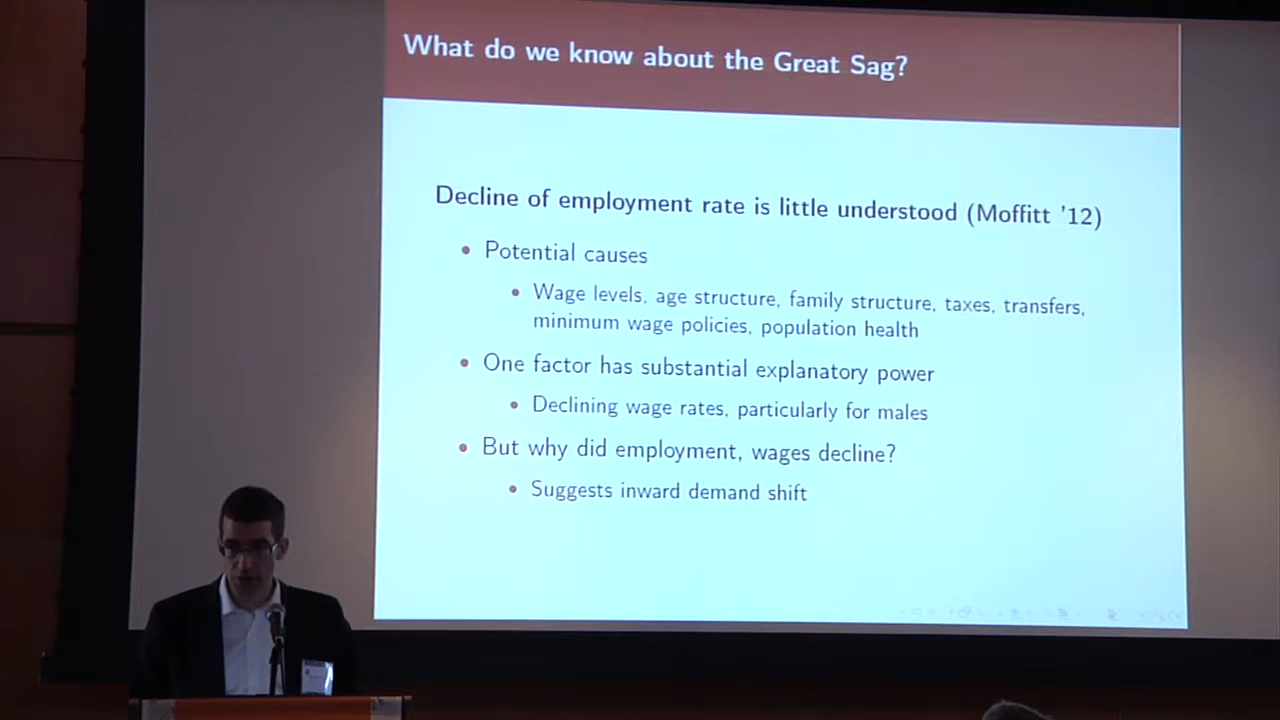 What do we know about the Great Sag?
Decline of employment rate is little understood (Moffitt '12)
• Potential causes
• Wage levels, age structure, family structure, taxes, transfers,
minimum wage policies, population health
• One factor has substantial explanatory power
• Declining wage rates, particularly for males
• But why did employment, wages decline?
• Suggests inward demand shift